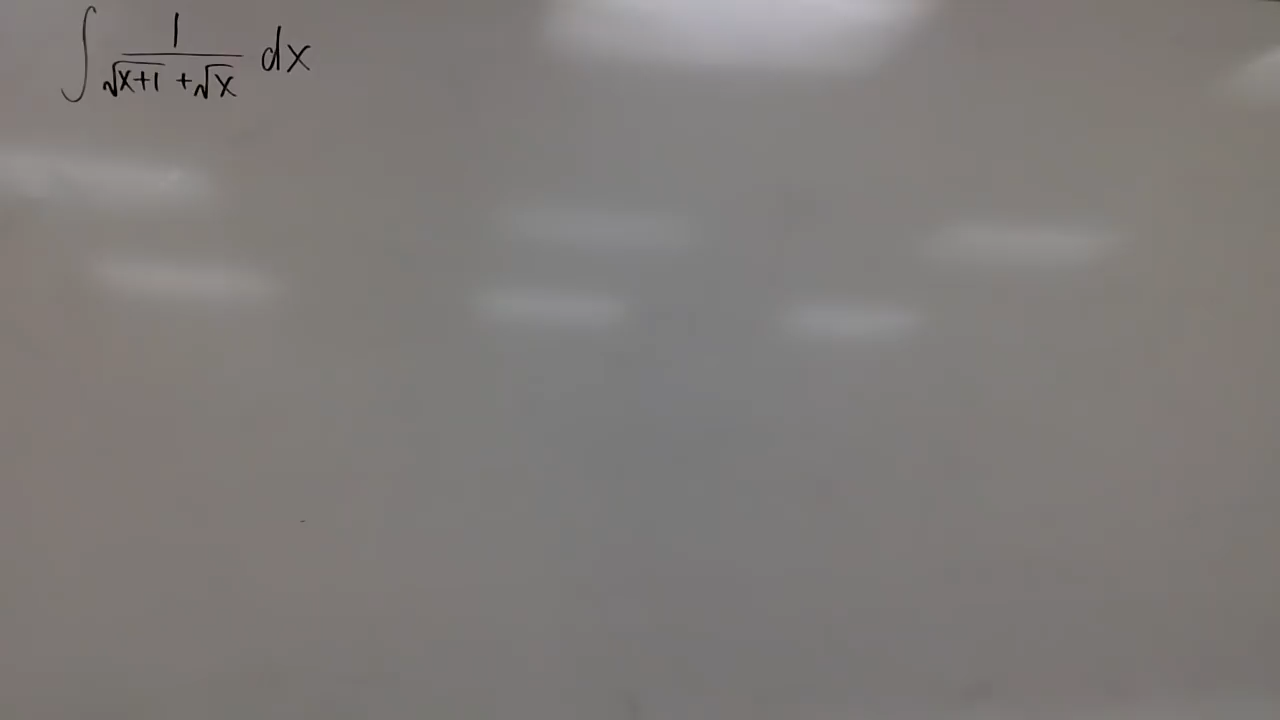 ∫ 1/(√(x+1) + √x) dx